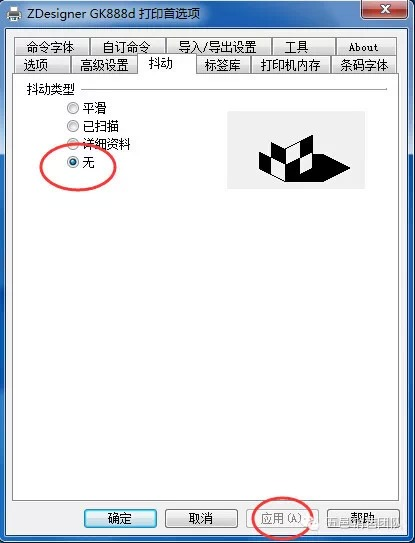 ZDesigner GK888d 打印首选项
命令字体 自订命令 导入/导出设置 工具 About
选项 高级设置 抖动 标签库 打印机内存 条码字体
抖动类型
平滑
已扫描
详细资料
无
确定 取消 应用(A) 帮助